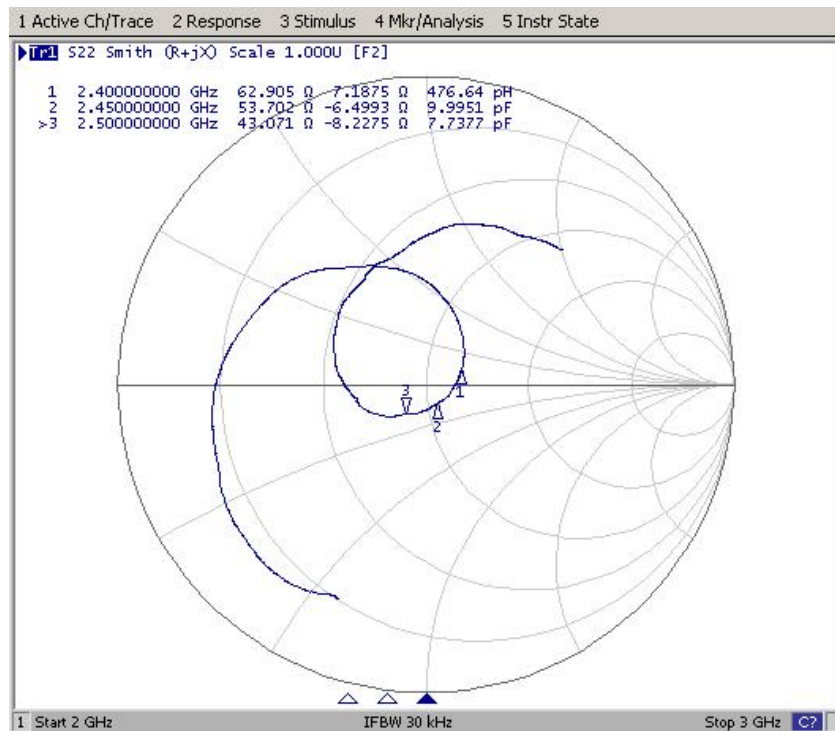 1 Active Ch/Trace 2 Response 3 Stimulus 4 Mkr/Analysis 5 Instr State
Tr1 S22 Smith (R+jX) Scale 1.000U [F2]
1 2.400000000 GHz 62.905 Ω 7.1875 Ω 476.64 pH
2 2.450000000 GHz 53.702 Ω -6.4993 Ω 9.9951 pF
>3 2.500000000 GHz 43.071 Ω -8.2275 Ω 7.7377 pF
3
1
2
1 Start 2 GHz IFBW 30 kHz Stop 3 GHz C?